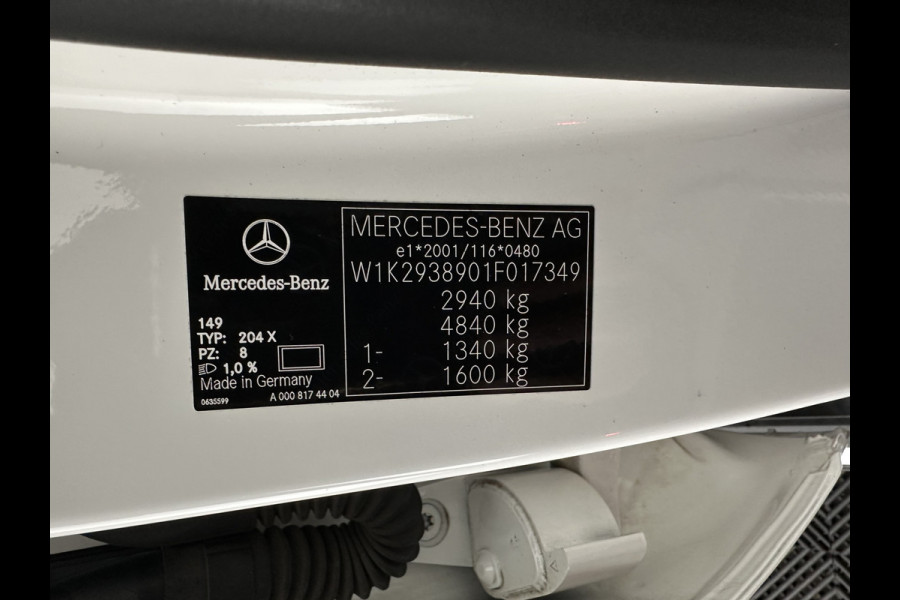 Mercedes-Benz
149
TYP: 204 X
PZ: 8
1,0 %
Made in Germany
0635599 A 000 817 44 04
MERCEDES-BENZ AG
e1*2001/116*0480
W1K2938901F017349
2940 kg
4840 kg
1- 1340 kg
2- 1600 kg